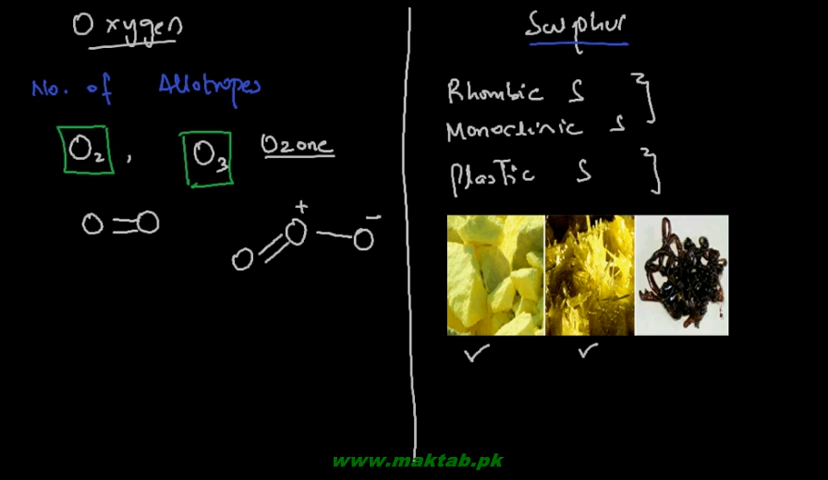 Oxygen
No. of Allotropes
O2, O3 Ozone
O=O
O=O+–O−
Sulphur
Rhombic S
Monoclinic S
Plastic S
www.maktab.pk